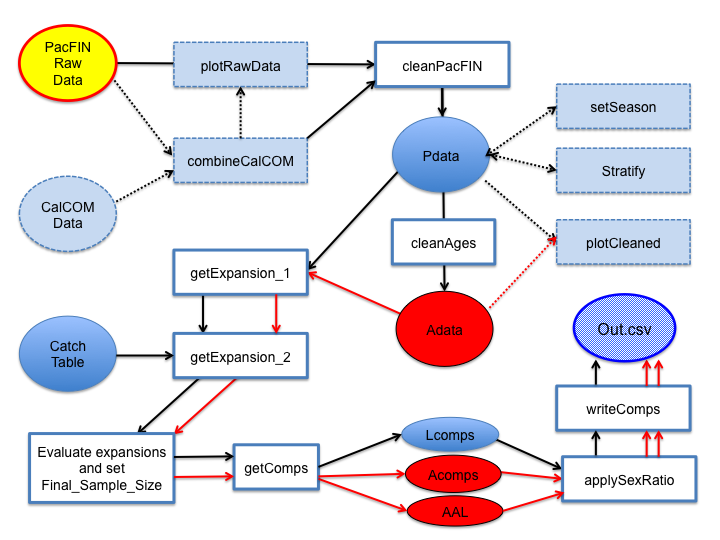 PacFIN
Raw
Data
plotRawData
cleanPacFIN
setSeason
combineCalCOM
Pdata
Stratify
CalCOM
Data
cleanAges
plotCleaned
getExpansion_1
Adata
Out.csv
Catch
Table
getExpansion_2
writeComps
Lcomps
Evaluate expansions
and set
Final_Sample_Size
getComps
Acomps
applySexRatio
AAL